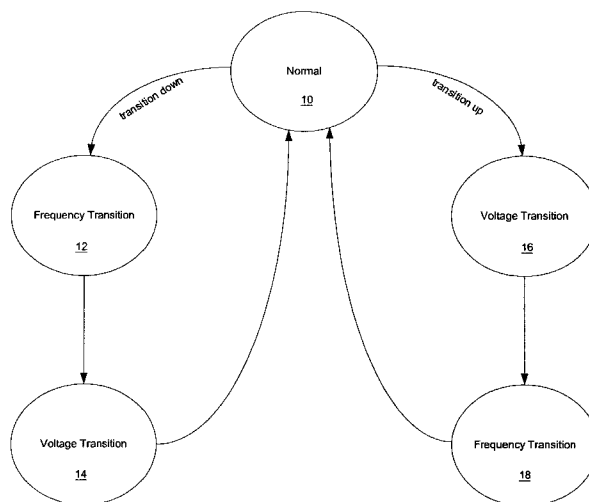 Normal
10
transition down
transition up
Frequency Transition
12
Voltage Transition
16
Voltage Transition
14
Frequency Transition
18